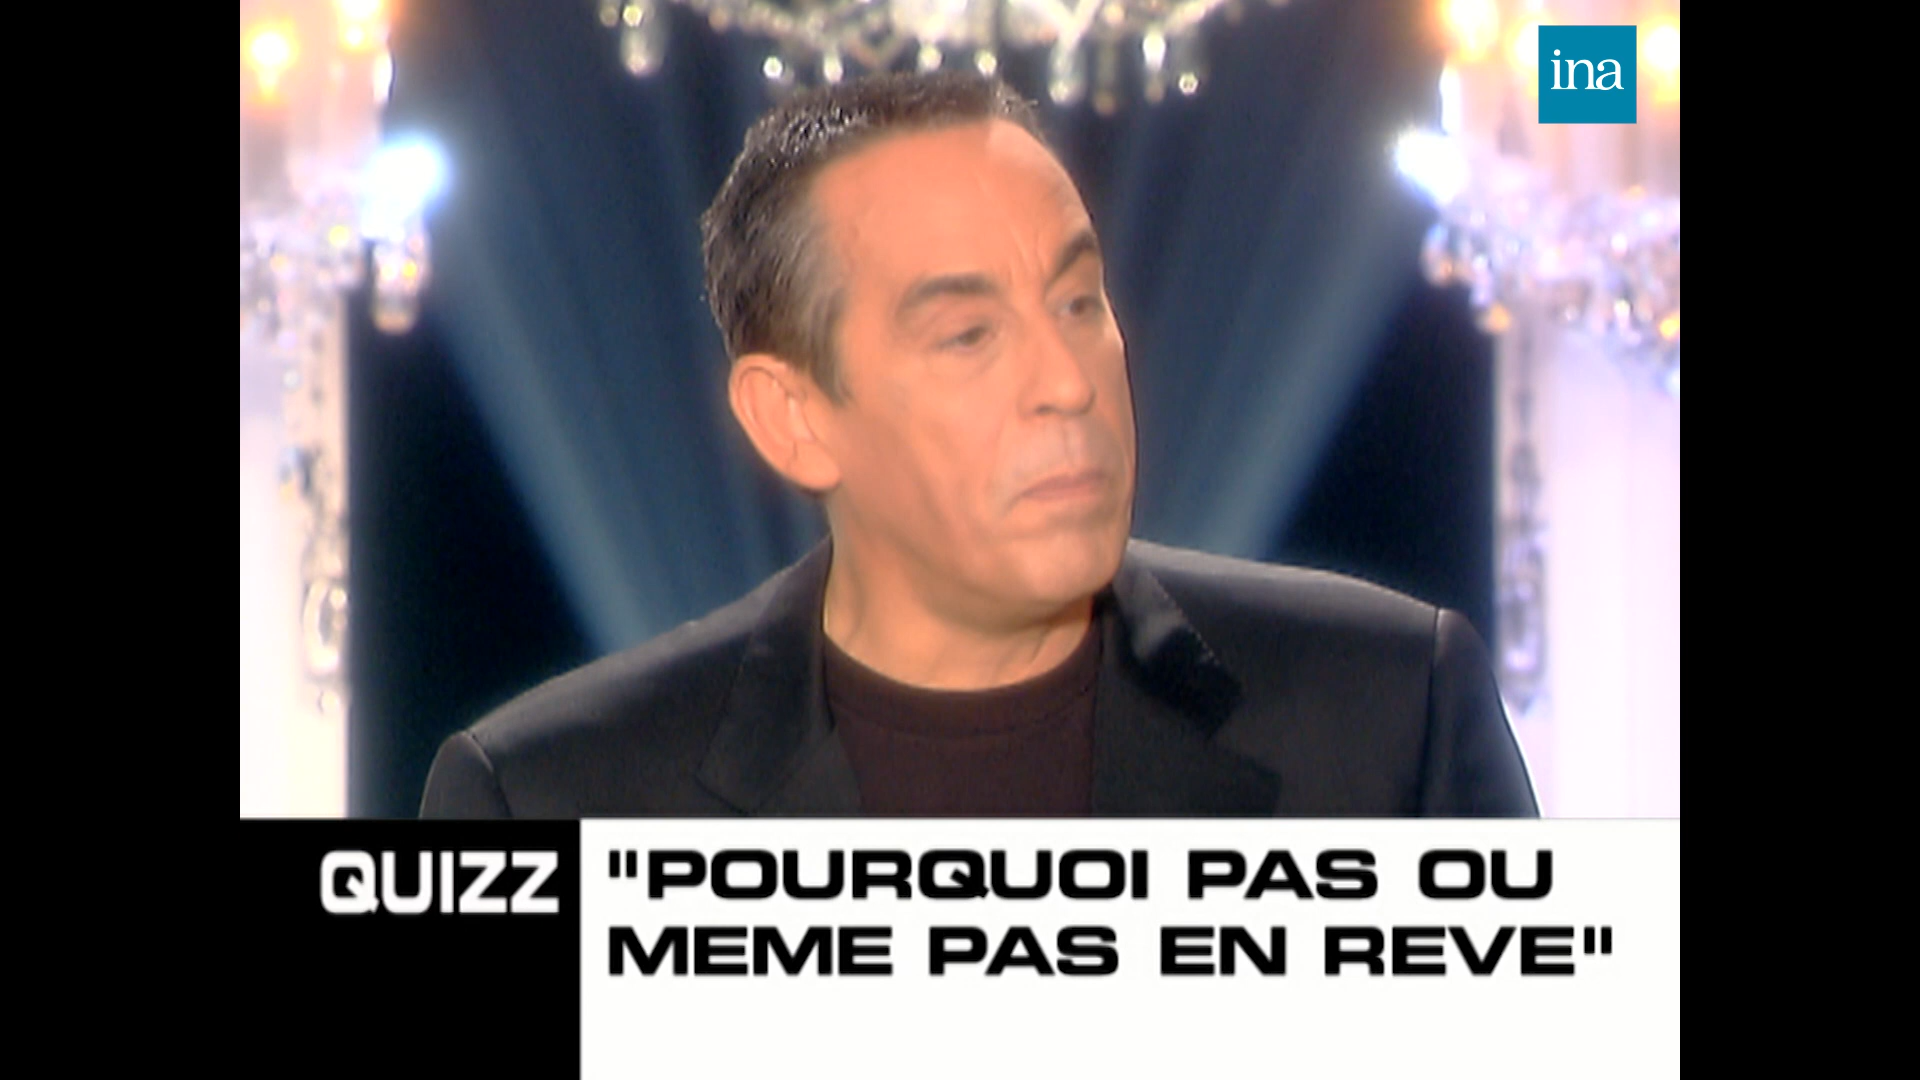 ina
QUIZZ
"POURQUOI PAS OU
MEME PAS EN REVE"